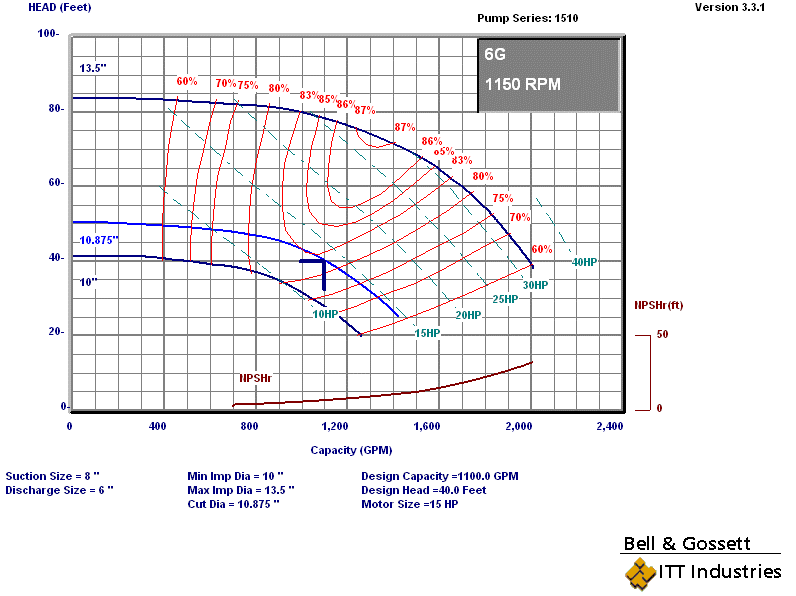 HEAD (Feet)
Version 3.3.1
Pump Series: 1510
100-
6G
1150 RPM
13.5"
60%
70%
75%
80%
83%
85%
86%
87%
80-
87%
86%
85%
83%
80%
75%
70%
60%
60-
10.875"
40-
40HP
10"
30HP
25HP
20HP
15HP
10HP
NPSHr(ft)
50
20-
NPSHr
0-
0
0
400
800
1,200
1,600
2,000
2,400
Capacity (GPM)
Suction Size = 8 "
Min Imp Dia = 10 "
Design Capacity =1100.0 GPM
Discharge Size = 6 "
Max Imp Dia = 13.5 "
Design Head =40.0 Feet
Cut Dia = 10.875 "
Motor Size =15 HP
Bell & Gossett
ITT Industries